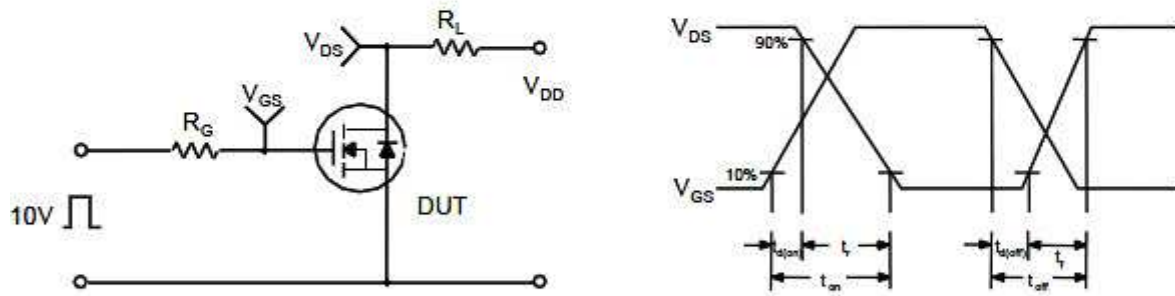 V_DS
R_L
V_DD
V_GS
R_G
10V
DUT
V_DS
90%
10%
V_GS
t_d(on)
t_r
t_d(off)
t_f
t_on
t_off